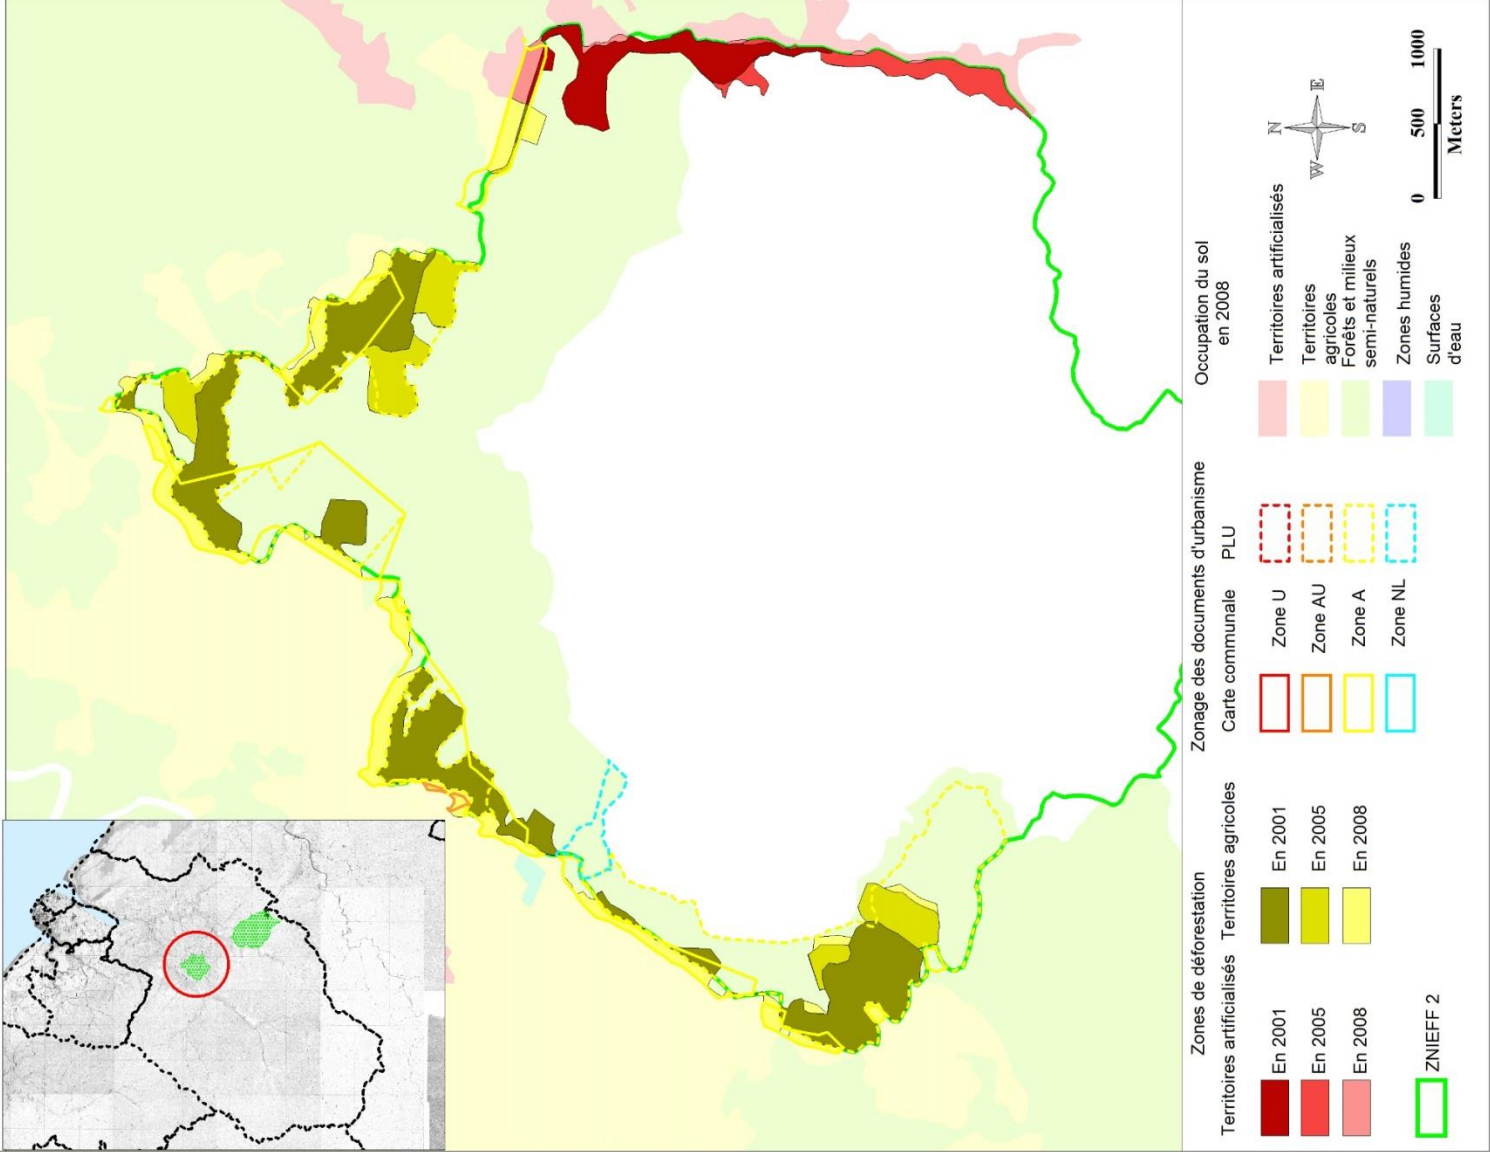 Zones de déforestation
Territoires artificialisés
En 2001
En 2005
En 2008
Territoires agricoles
En 2001
En 2005
En 2008
ZNIEFF 2
Zonage des documents d'urbanisme
Carte communale
PLU
Zone U
Zone AU
Zone A
Zone NL
Occupation du sol
en 2008
Territoires artificialisés
Territoires
agricoles
Forêts et milieux
semi-naturels
Zones humides
Surfaces
d'eau
N
W
E
S
0
500
1000
Meters